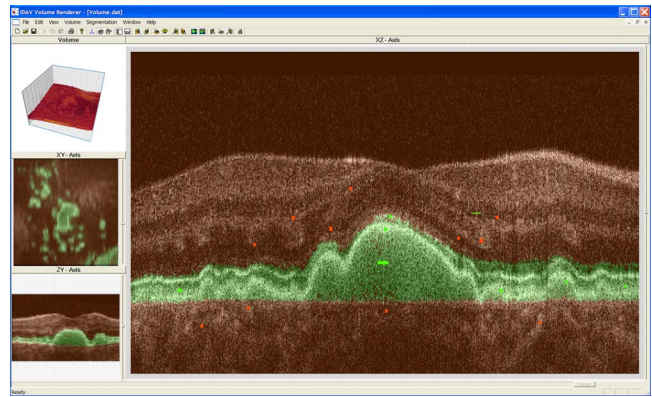 IDAV Volume Renderer - [Volume.dat]
File Edit View Volume Segmentation Window Help
Volume
XZ - Axis
XY - Axis
ZY - Axis
Ready